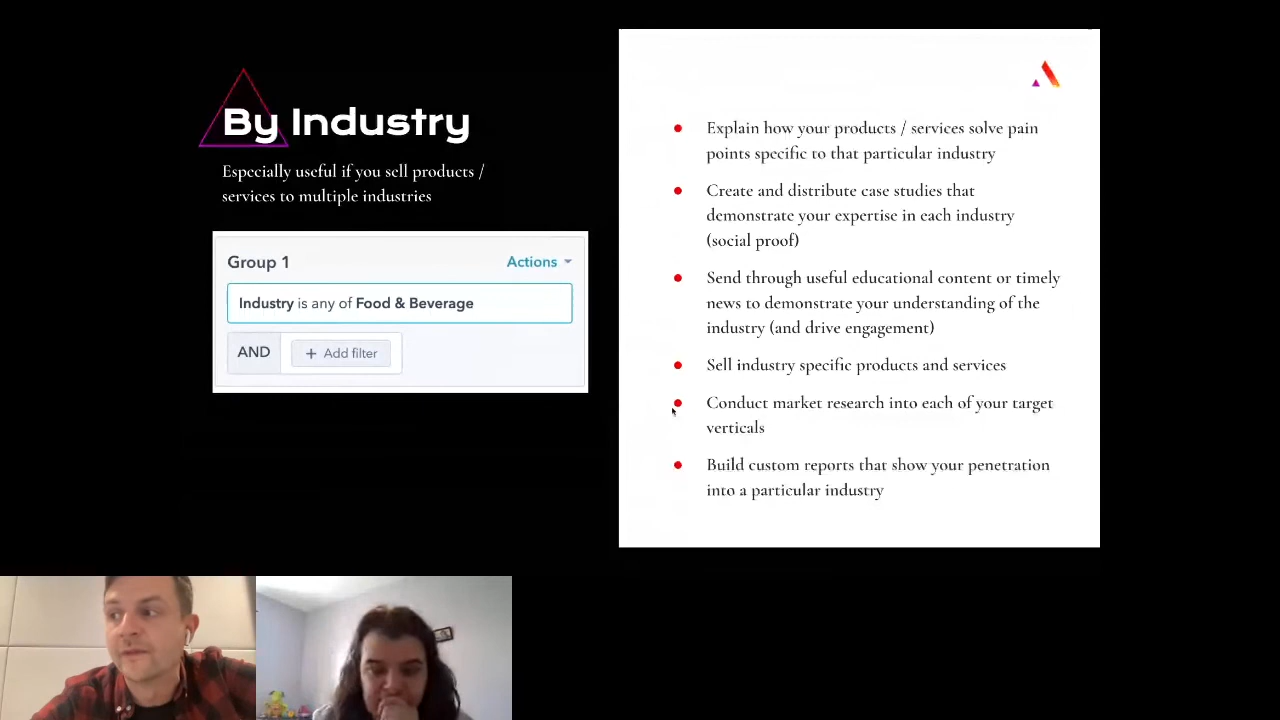 By Industry
Especially useful if you sell products /
services to multiple industries
Group 1
Actions
Industry is any of Food & Beverage
AND
+ Add filter
Explain how your products / services solve pain
points specific to that particular industry
Create and distribute case studies that
demonstrate your expertise in each industry
(social proof)
Send through useful educational content or timely
news to demonstrate your understanding of the
industry (and drive engagement)
Sell industry specific products and services
Conduct market research into each of your target
verticals
Build custom reports that show your penetration
into a particular industry